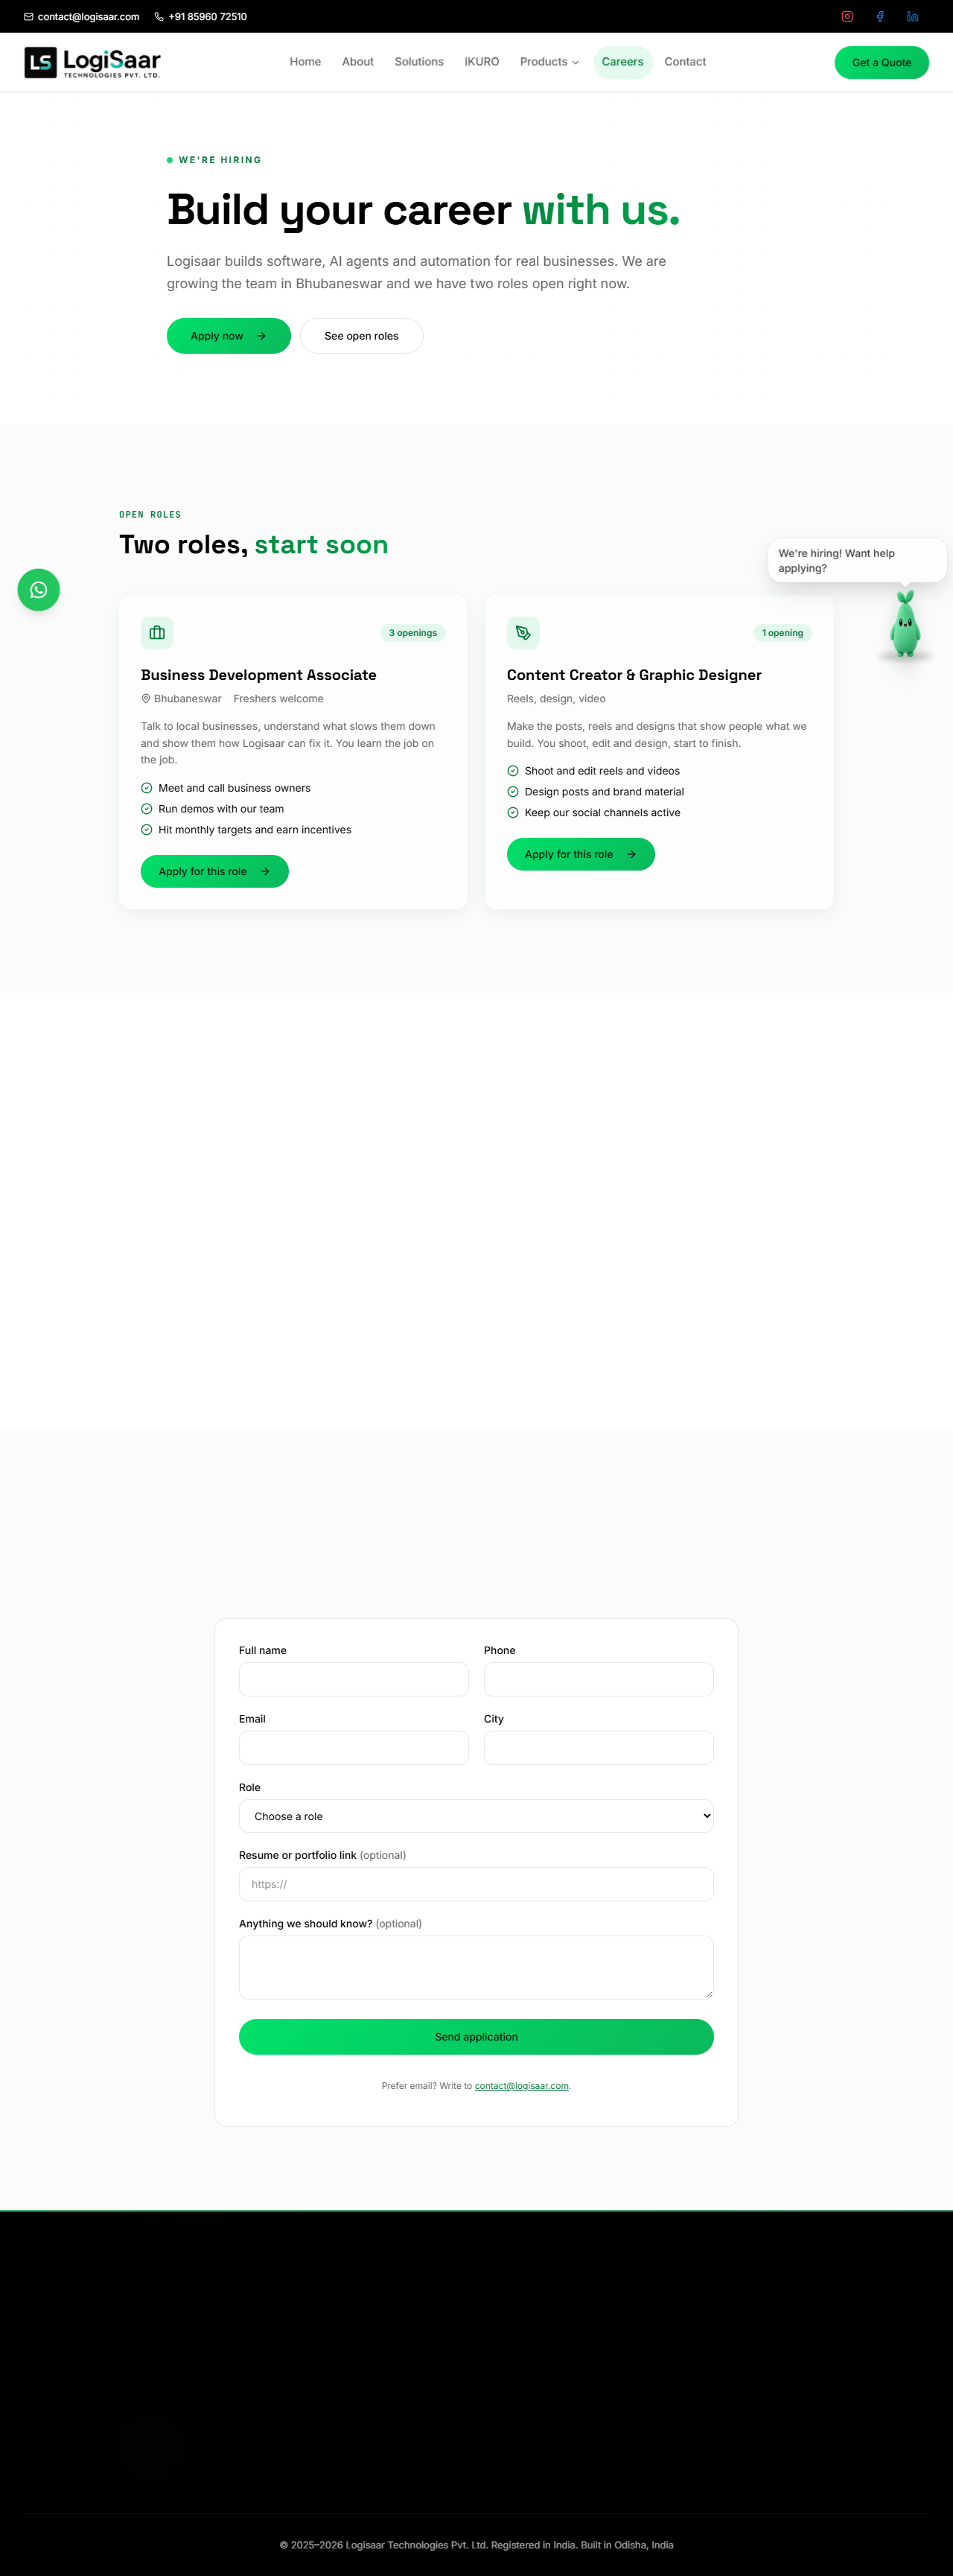 contact@logisaar.com
+91 85960 72510
LS LogiSaar
TECHNOLOGIES PVT. LTD.
Home
About
Solutions
IKURO
Products
Careers
Contact
Get a Quote
WE'RE HIRING
Build your career with us.
Logisaar builds software, AI agents and automation for real businesses. We are
growing the team in Bhubaneswar and we have two roles open right now.
Apply now
See open roles
OPEN ROLES
Two roles, start soon
We're hiring! Want help
applying?
3 openings
Business Development Associate
Bhubaneswar
Freshers welcome
Talk to local businesses, understand what slows them down
and show them how Logisaar can fix it. You learn the job on
the job.
Meet and call business owners
Run demos with our team
Hit monthly targets and earn incentives
Apply for this role
1 opening
Content Creator & Graphic Designer
Reels, design, video
Make the posts, reels and designs that show people what we
build. You shoot, edit and design, start to finish.
Shoot and edit reels and videos
Design posts and brand material
Keep our social channels active
Apply for this role
Full name
Phone
Email
City
Role
Choose a role
Resume or portfolio link (optional)
https://
Anything we should know? (optional)
Send application
Prefer email? Write to contact@logisaar.com.
© 2025–2026 Logisaar Technologies Pvt. Ltd. Registered in India. Built in Odisha, India